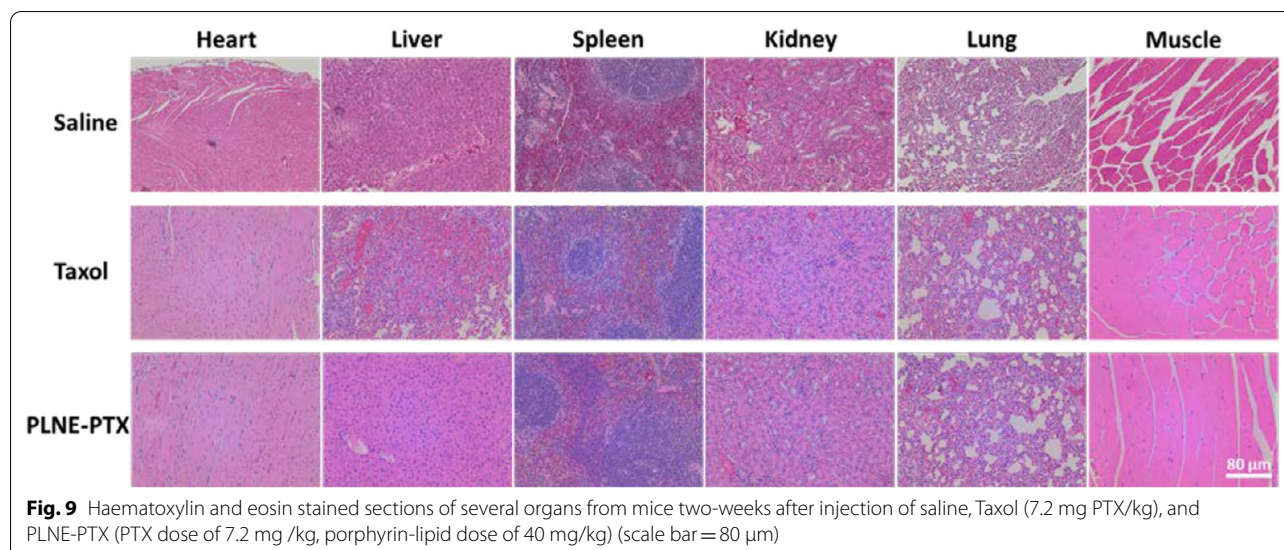 Heart Liver Spleen Kidney Lung Muscle
Saline
Taxol
PLNE-PTX
80 µm
Fig. 9 Haematoxylin and eosin stained sections of several organs from mice two-weeks after injection of saline, Taxol (7.2 mg PTX/kg), and
PLNE-PTX (PTX dose of 7.2 mg /kg, porphyrin-lipid dose of 40 mg/kg) (scale bar = 80 µm)